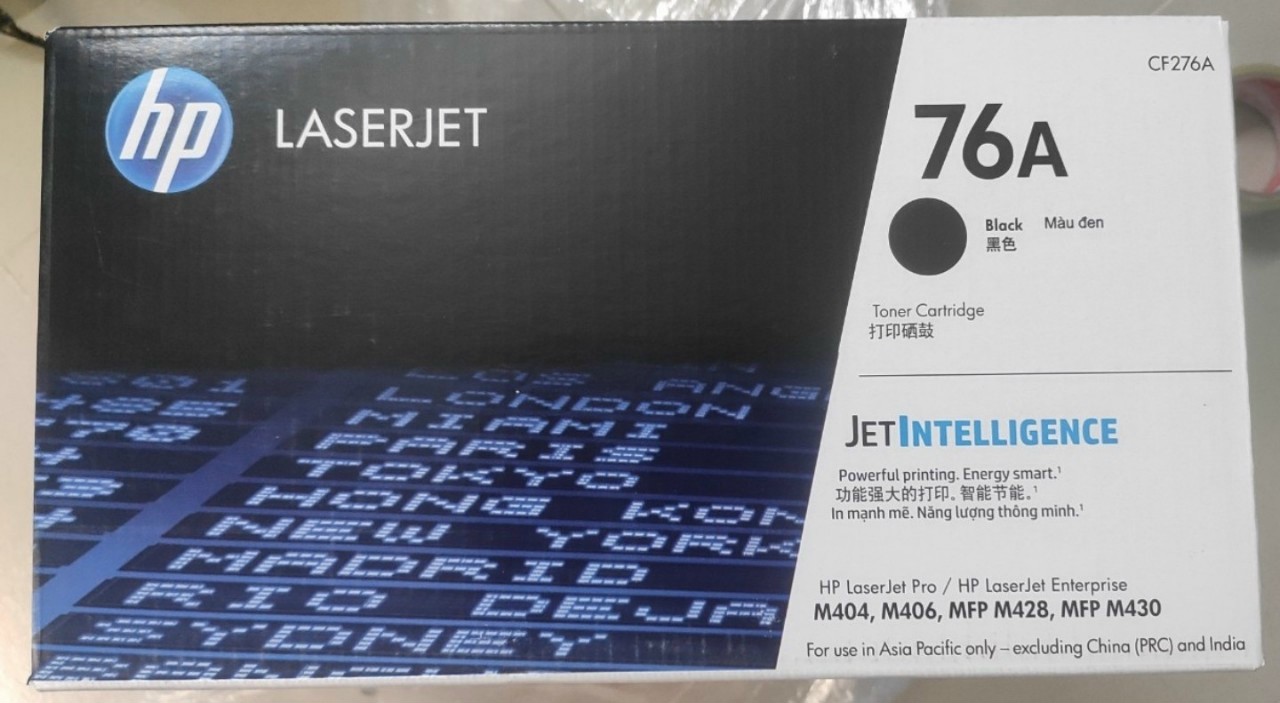 hp
LASERJET
CF276A
76A
Black Màu đen
黑色
Toner Cartridge
打印硒鼓
JETINTELLIGENCE
Powerful printing. Energy smart.¹
功能强大的打印。智能节能。¹
In mạnh mẽ. Năng lượng thông minh.¹
HP LaserJet Pro / HP LaserJet Enterprise
M404, M406, MFP M428, MFP M430
For use in Asia Pacific only – excluding China (PRC) and India
LOS ANG
LONDON
MIAMI
PARIS
TOKYO
HONG KON
NEW YORK
MADRID
RIO DEJA
SYDNEY